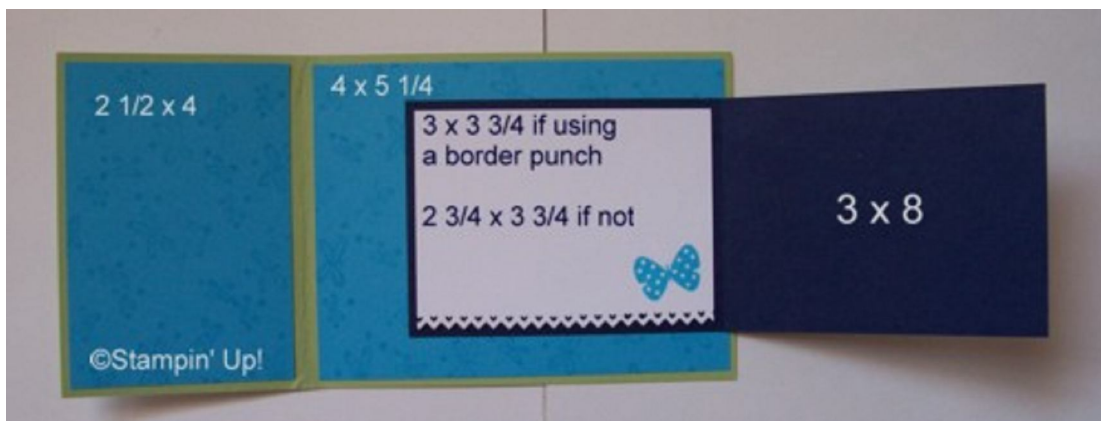 2 1/2 x 4
©Stampin' Up!
4 x 5 1/4
3 x 3 3/4 if using
a border punch
2 3/4 x 3 3/4 if not
3 x 8